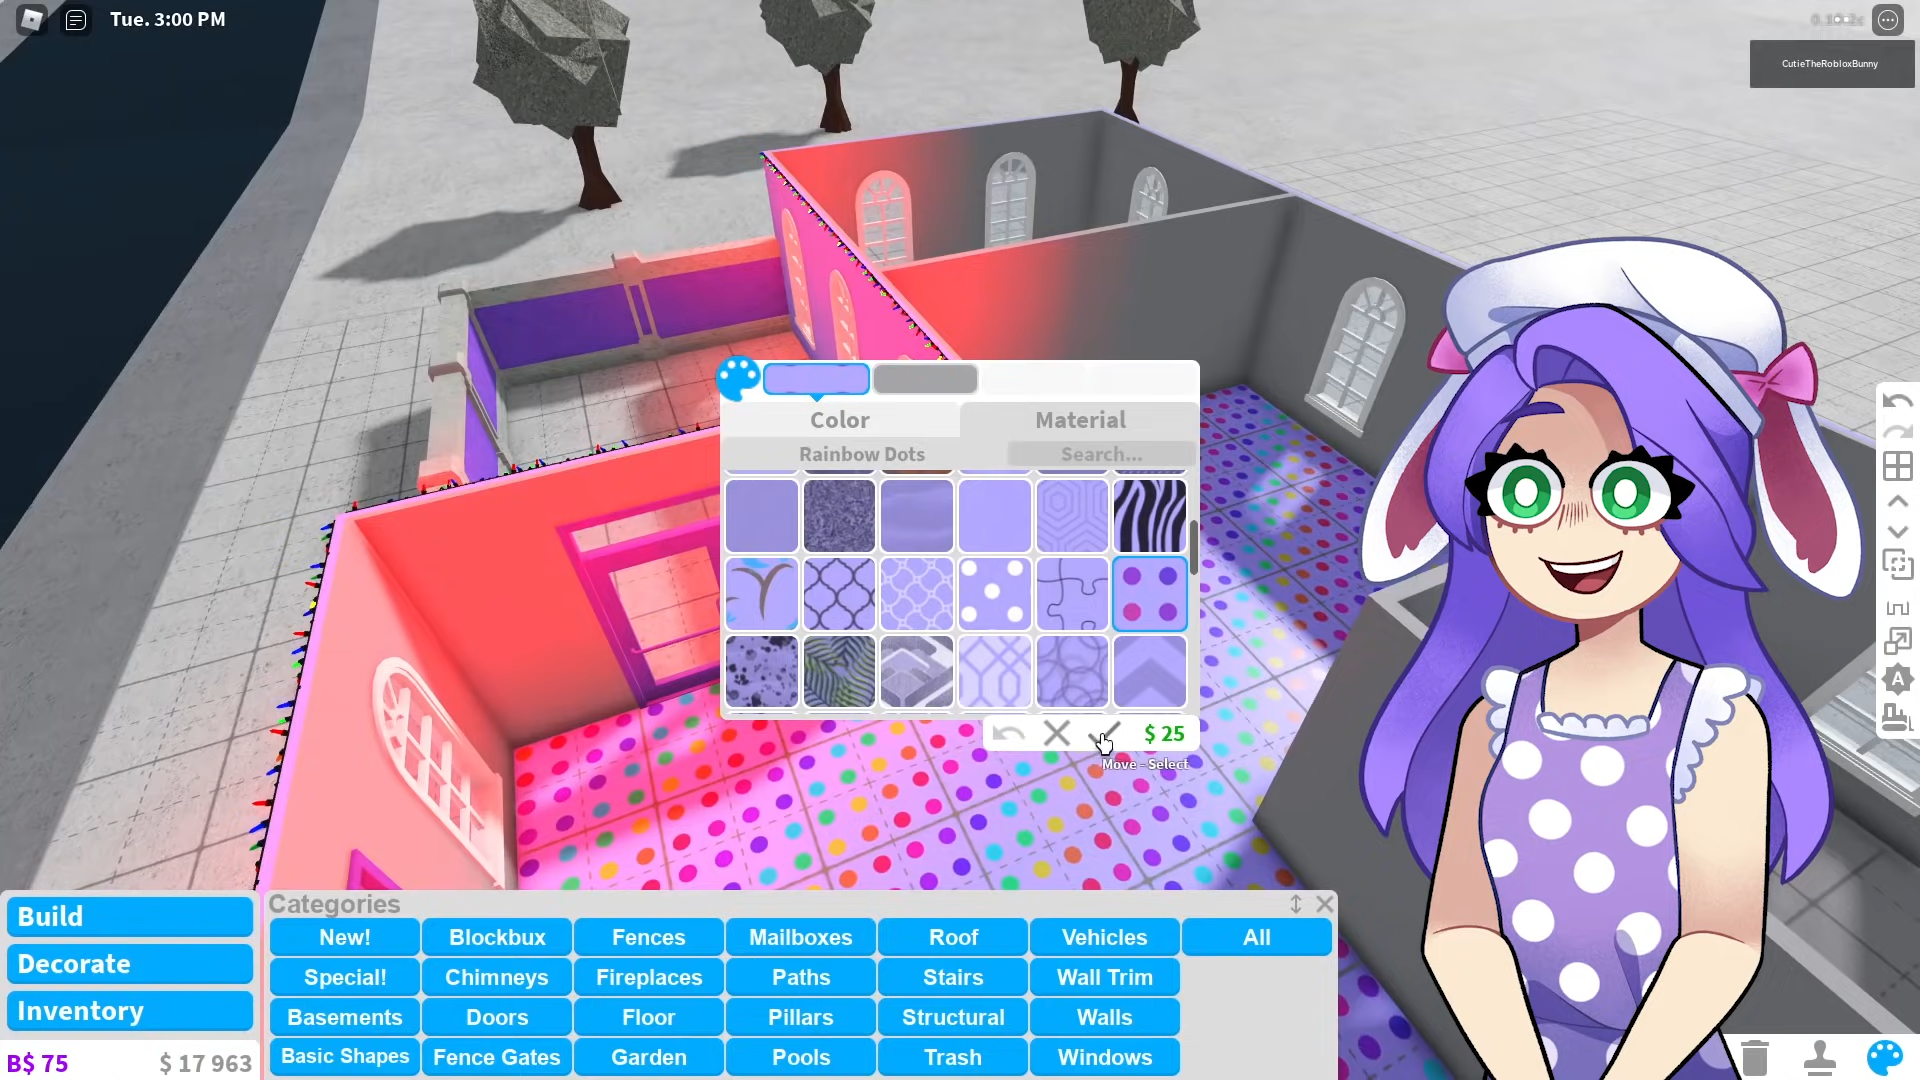 Tue. 3:00 PM
CutieTheRobloxBunny
Color
Material
Rainbow Dots
Search...
$ 25
Move - Select
Categories
Build
Decorate
Inventory
New!
Blockbux
Fences
Mailboxes
Roof
Vehicles
All
Special!
Chimneys
Fireplaces
Paths
Stairs
Wall Trim
Basements
Doors
Floor
Pillars
Structural
Walls
Basic Shapes
Fence Gates
Garden
Pools
Trash
Windows
B$ 75
$ 17 963
A